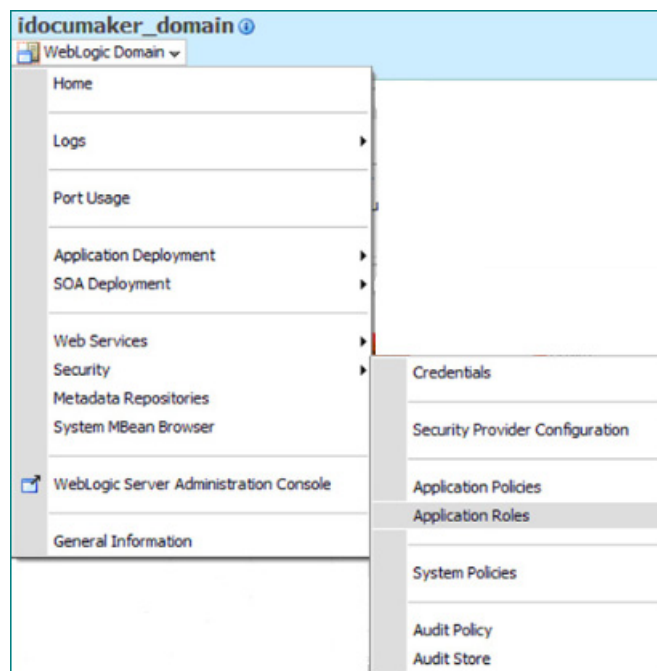 idocumaker_domain
WebLogic Domain
Home
Logs
Port Usage
Application Deployment
SOA Deployment
Web Services
Security
Metadata Repositories
System MBean Browser
WebLogic Server Administration Console
General Information
Credentials
Security Provider Configuration
Application Policies
Application Roles
System Policies
Audit Policy
Audit Store